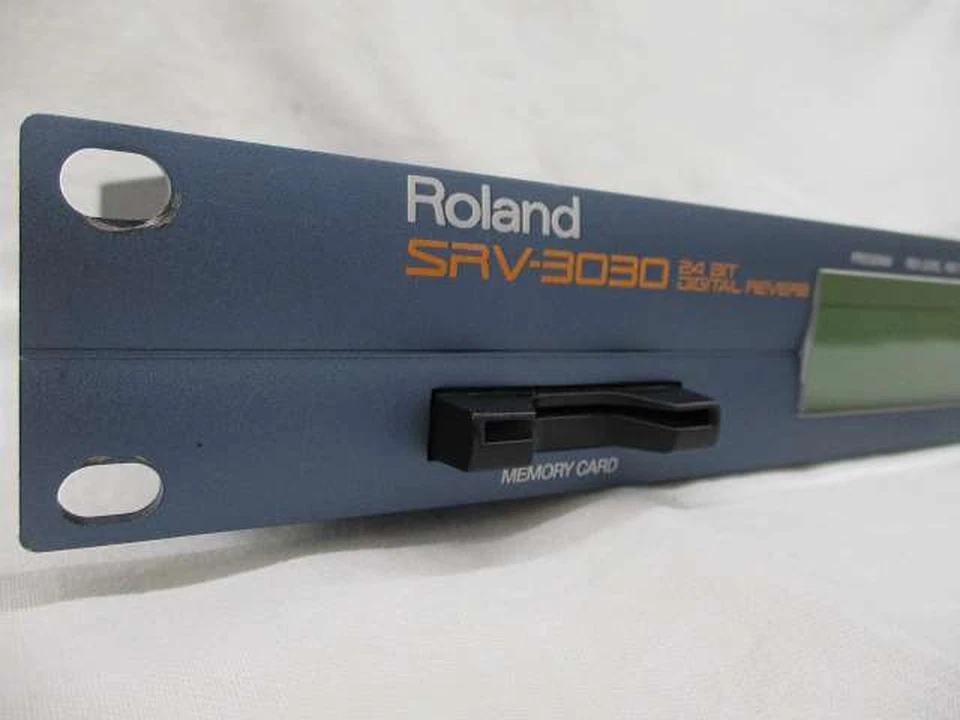 Roland
SRV-3030 24 BIT
DIGITAL REVERB
MEMORY CARD